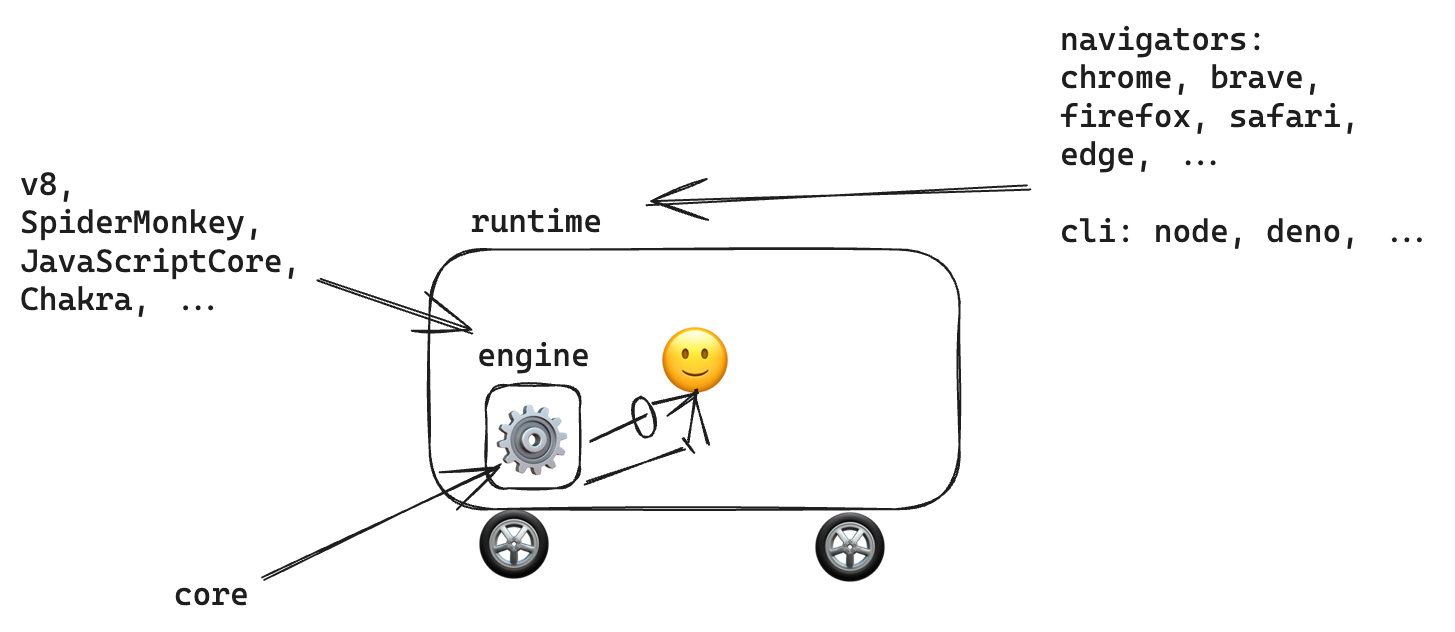 navigators:
chrome, brave,
firefox, safari,
edge, ...
cli: node, deno, ...
v8,
SpiderMonkey,
JavaScriptCore,
Chakra, ...
runtime
engine
core